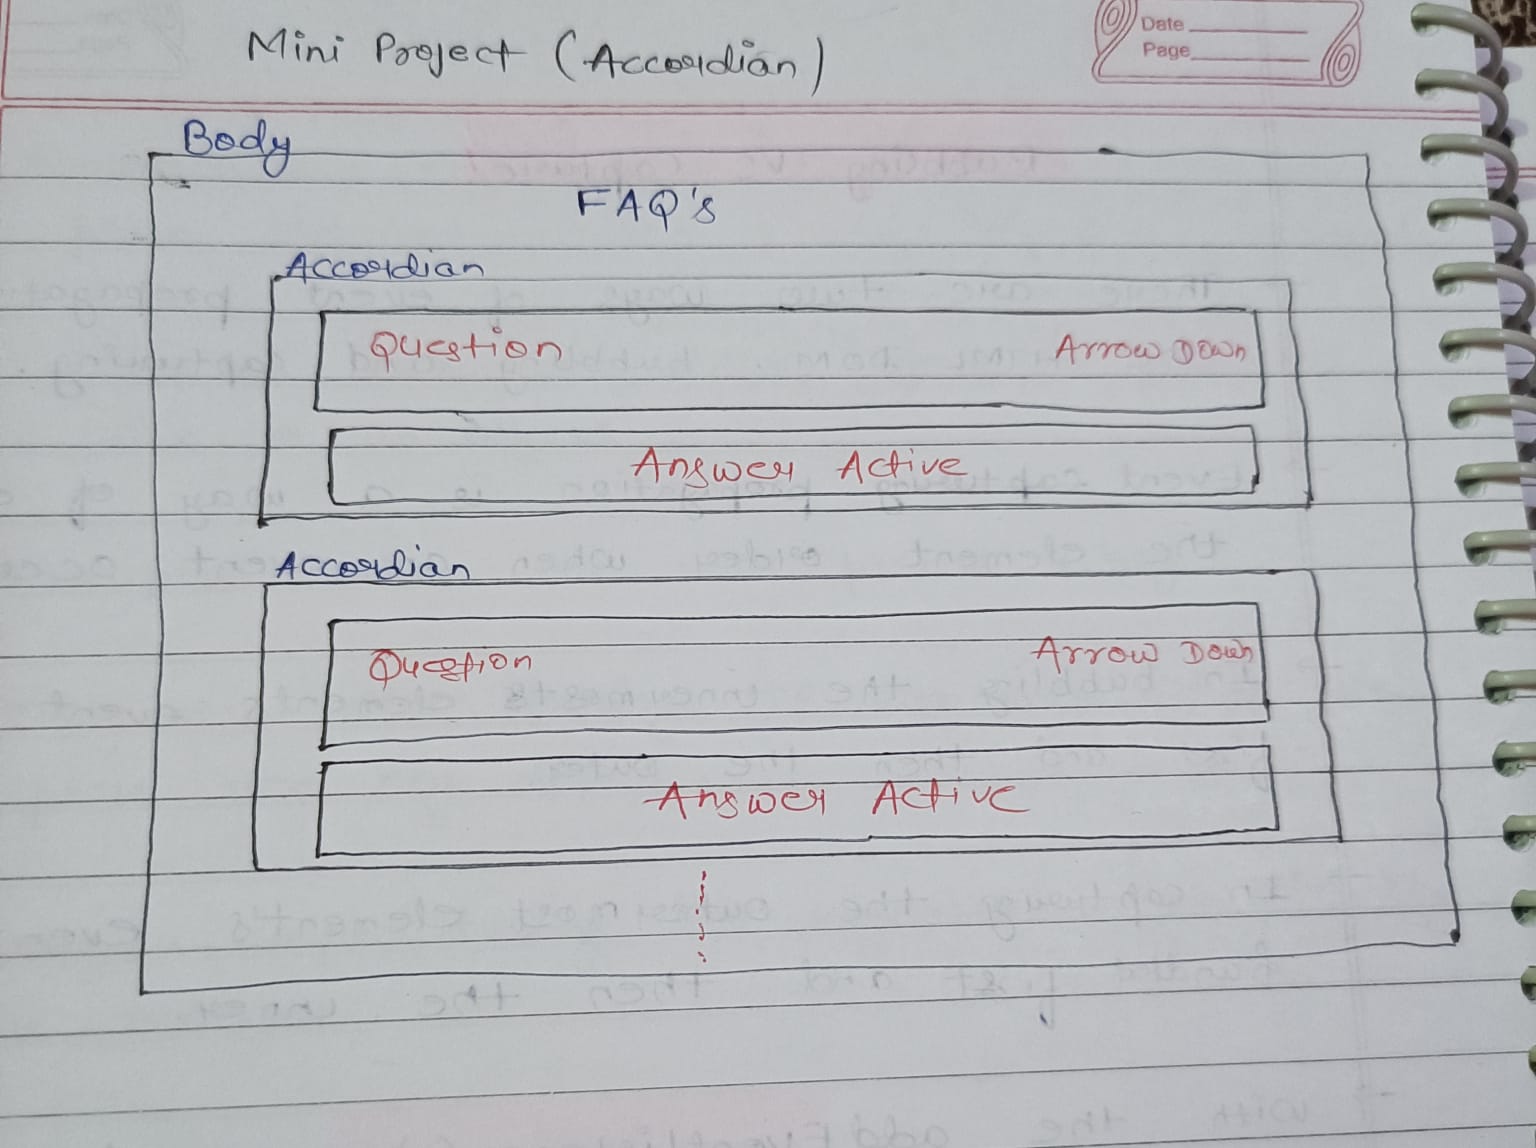 Mini Project (Accordian)
Date
Page
Body
FAQ's
Accordian
Question Arrow Down
Answer Active
Accordian
Question Arrow Down
Answer Active